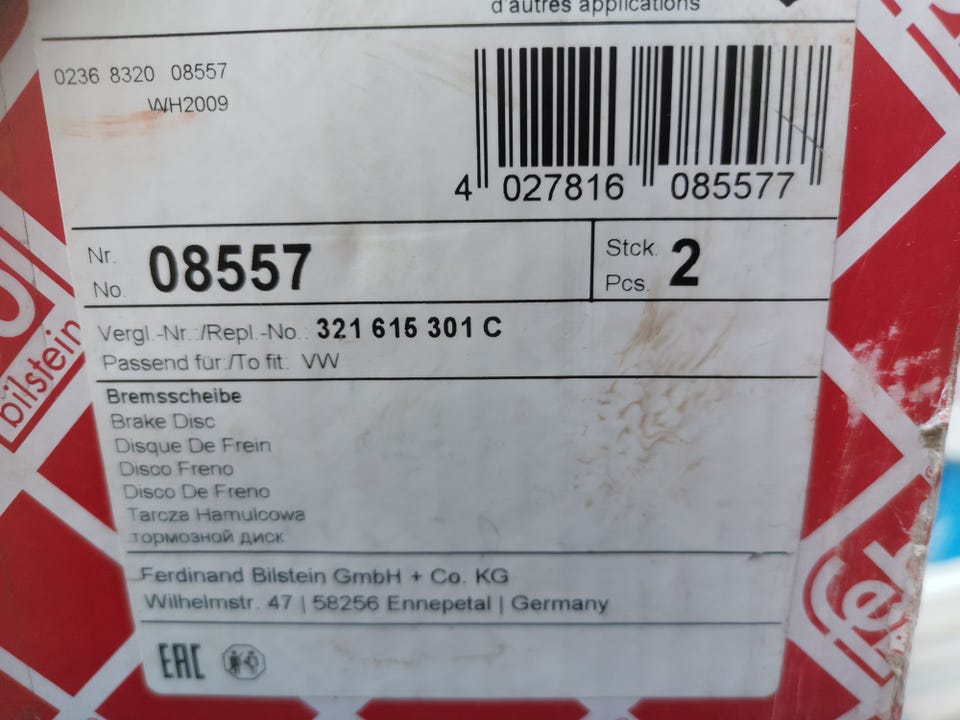 d'autres applications
0236 8320 08557
WH2009
4 027816 085577
Nr.
No. 08557
Stck.
Pcs. 2
Vergl.-Nr.:/Repl.-No.: 321 615 301 C
Passend für:/To fit: VW
Bremsscheibe
Brake Disc
Disque De Frein
Disco Freno
Disco De Freno
Tarcza Hamulcowa
тормозной диск
Ferdinand Bilstein GmbH + Co. KG
Wilhelmstr. 47 | 58256 Ennepetal | Germany
EAC
bilstein
feb